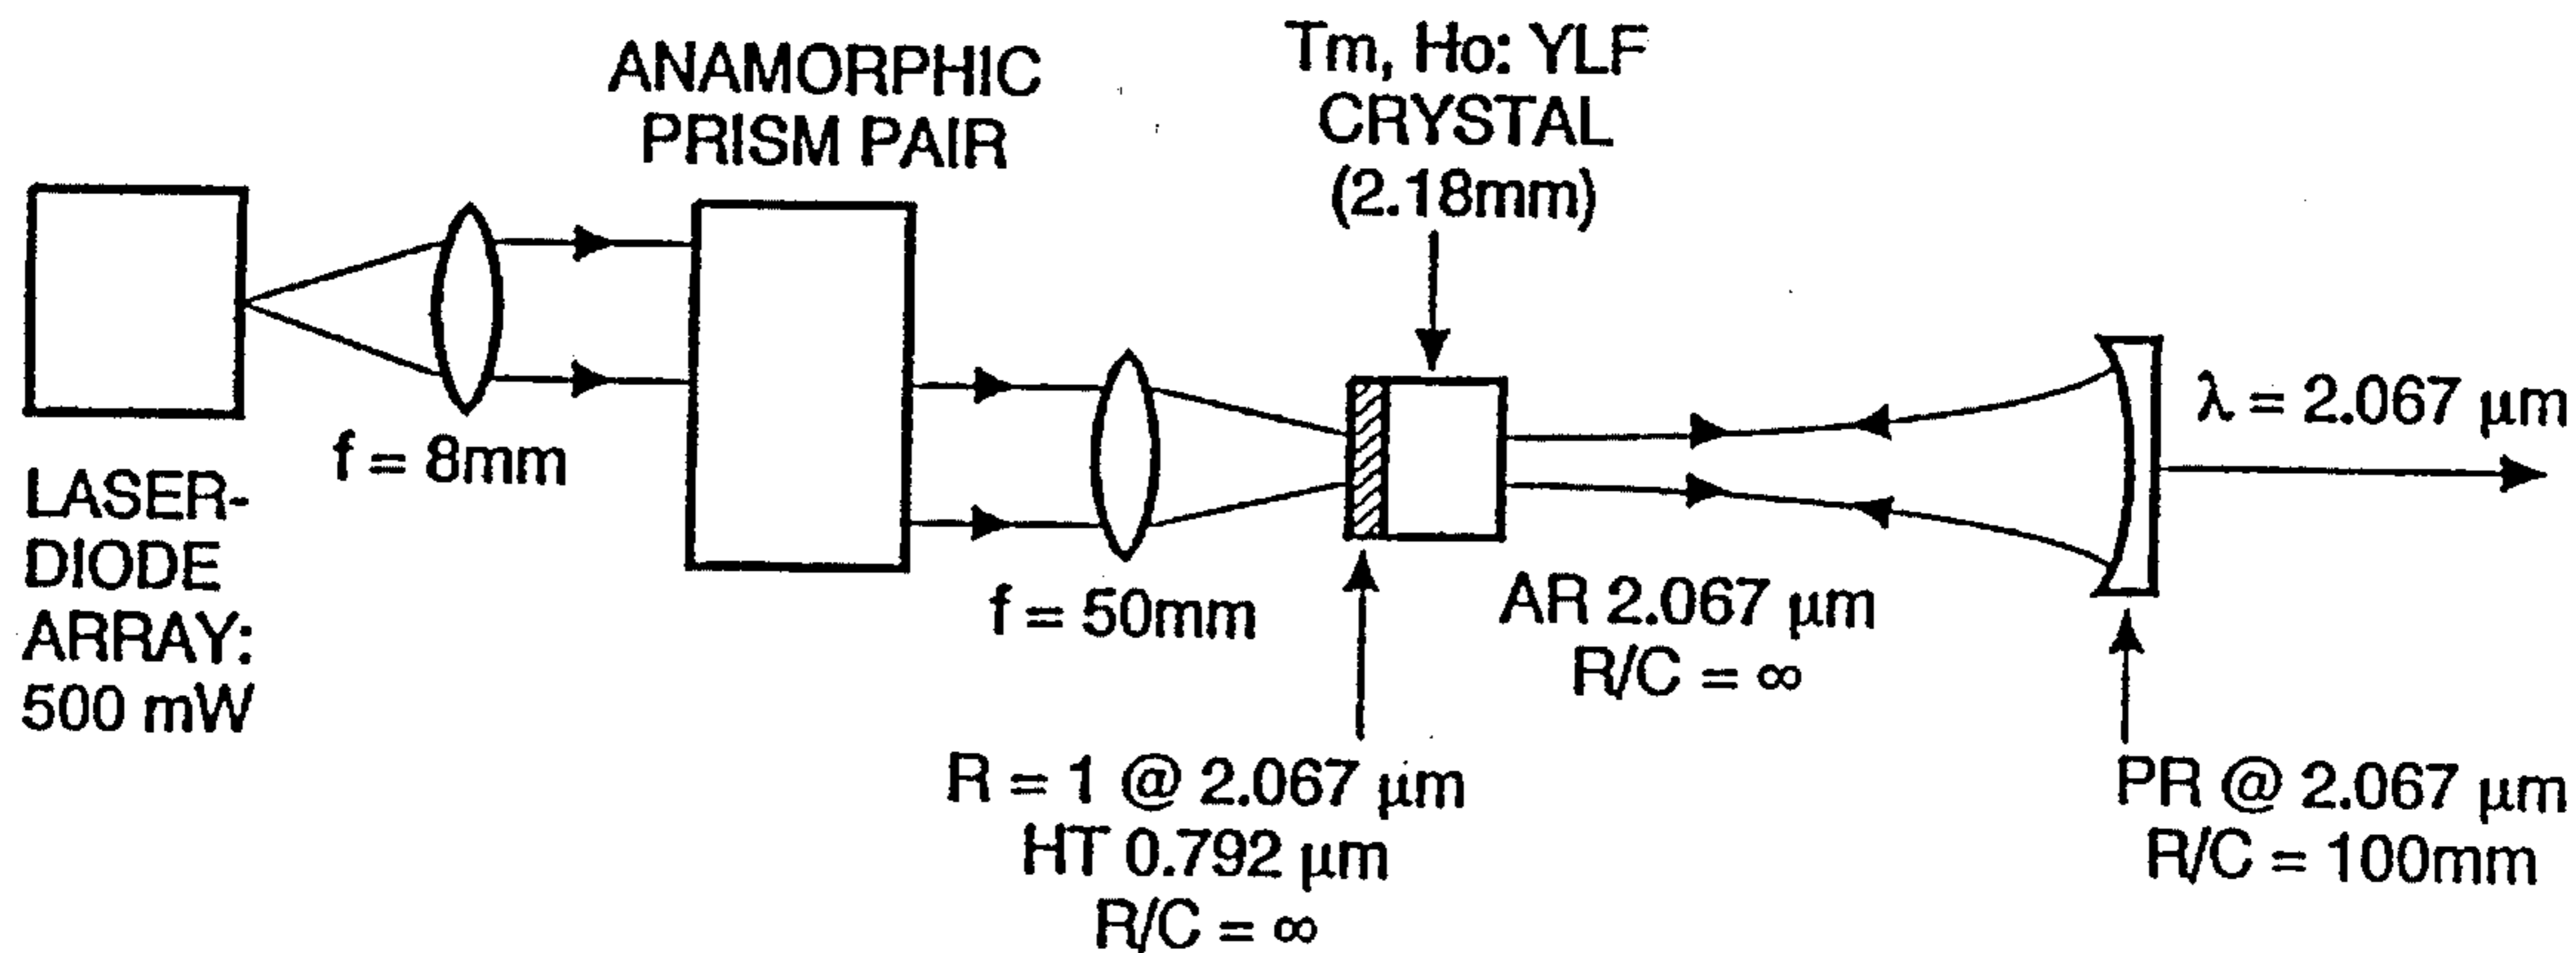 ANAMORPHIC
PRISM PAIR
Tm, Ho: YLF
CRYSTAL
(2.18mm)
λ = 2.067 μm
f = 8mm
LASER-
DIODE
ARRAY:
500 mW
f = 50mm
AR 2.067 μm
R/C = ∞
R = 1 @ 2.067 μm
HT 0.792 μm
R/C = ∞
PR @ 2.067 μm
R/C = 100mm